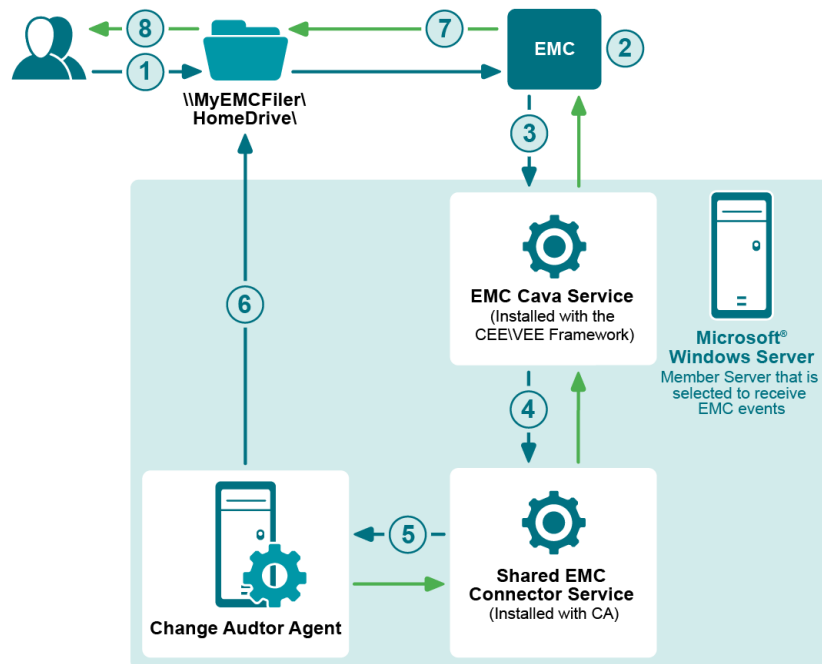 8
7
1
EMC
2
\\MyEMCFiler\
HomeDrive\
3
EMC Cava Service
(Installed with the
CEE\VEE Framework)
6
Microsoft®
Windows Server
Member Server that is
selected to receive
EMC events
4
5
Shared EMC
Connector Service
(Installed with CA)
Change Audtor Agent